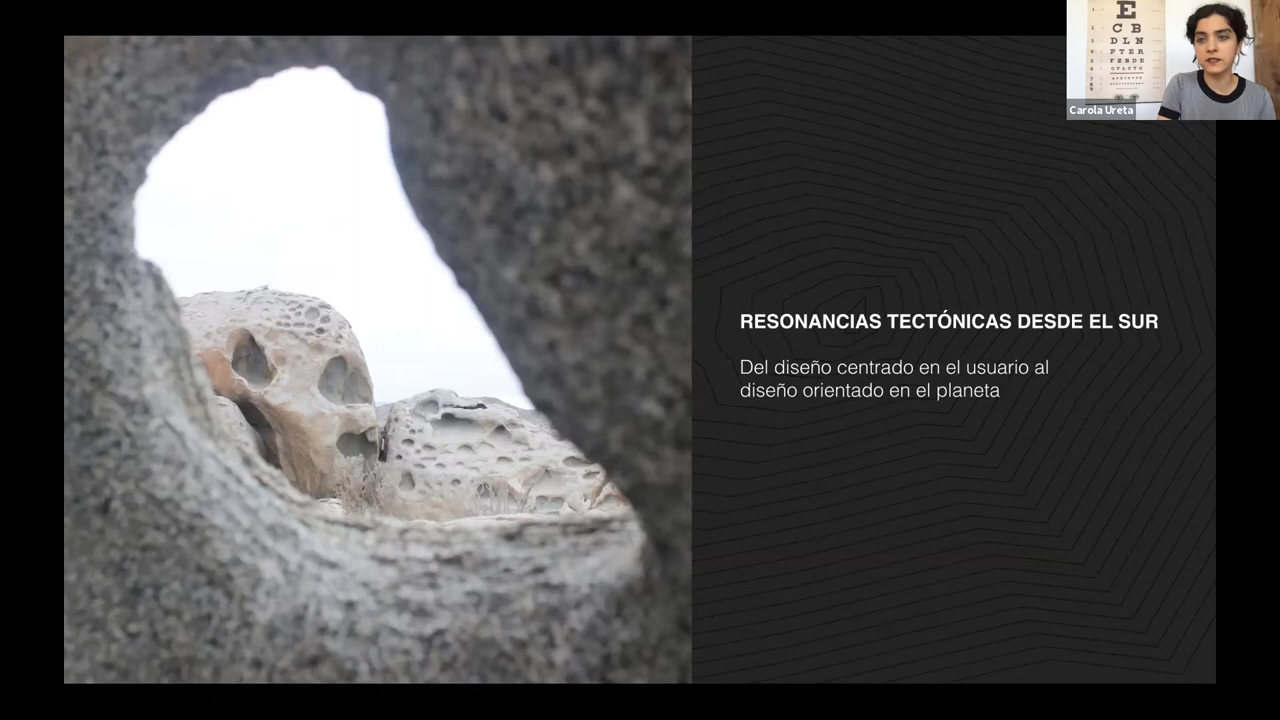 E
C B
D L N
P T E R
F Z B D E
O F L C T G
Carola Ureta
RESONANCIAS TECTÓNICAS DESDE EL SUR
Del diseño centrado en el usuario al
diseño orientado en el planeta